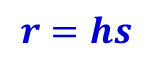 r = hs